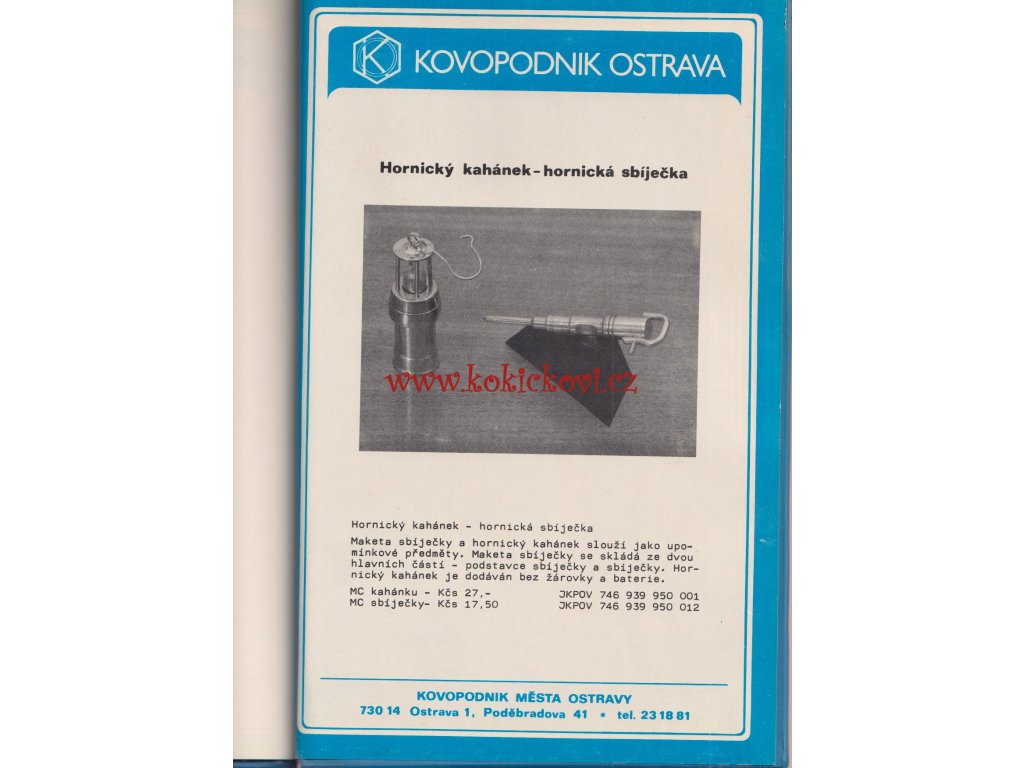 K KOVOPODNIK OSTRAVA
Hornický kahánek – hornická sbíječka
www.kokickovi.cz
Hornický kahánek – hornická sbíječka
Maketa sbíječky a hornický kahánek slouží jako upo-
mínkové předměty. Maketa sbíječky se skládá ze dvou
hlavních částí – podstavce sbíječky a sbíječky. Hor-
nický kahánek je dodáván bez žárovky a baterie.
MC kahánku – Kčs 27,- JKPOV 746 939 950 001
MC sbíječky– Kčs 17,50 JKPOV 746 939 950 012
KOVOPODNIK MĚSTA OSTRAVY
730 14 Ostrava 1, Poděbradova 41 • tel. 23 18 81